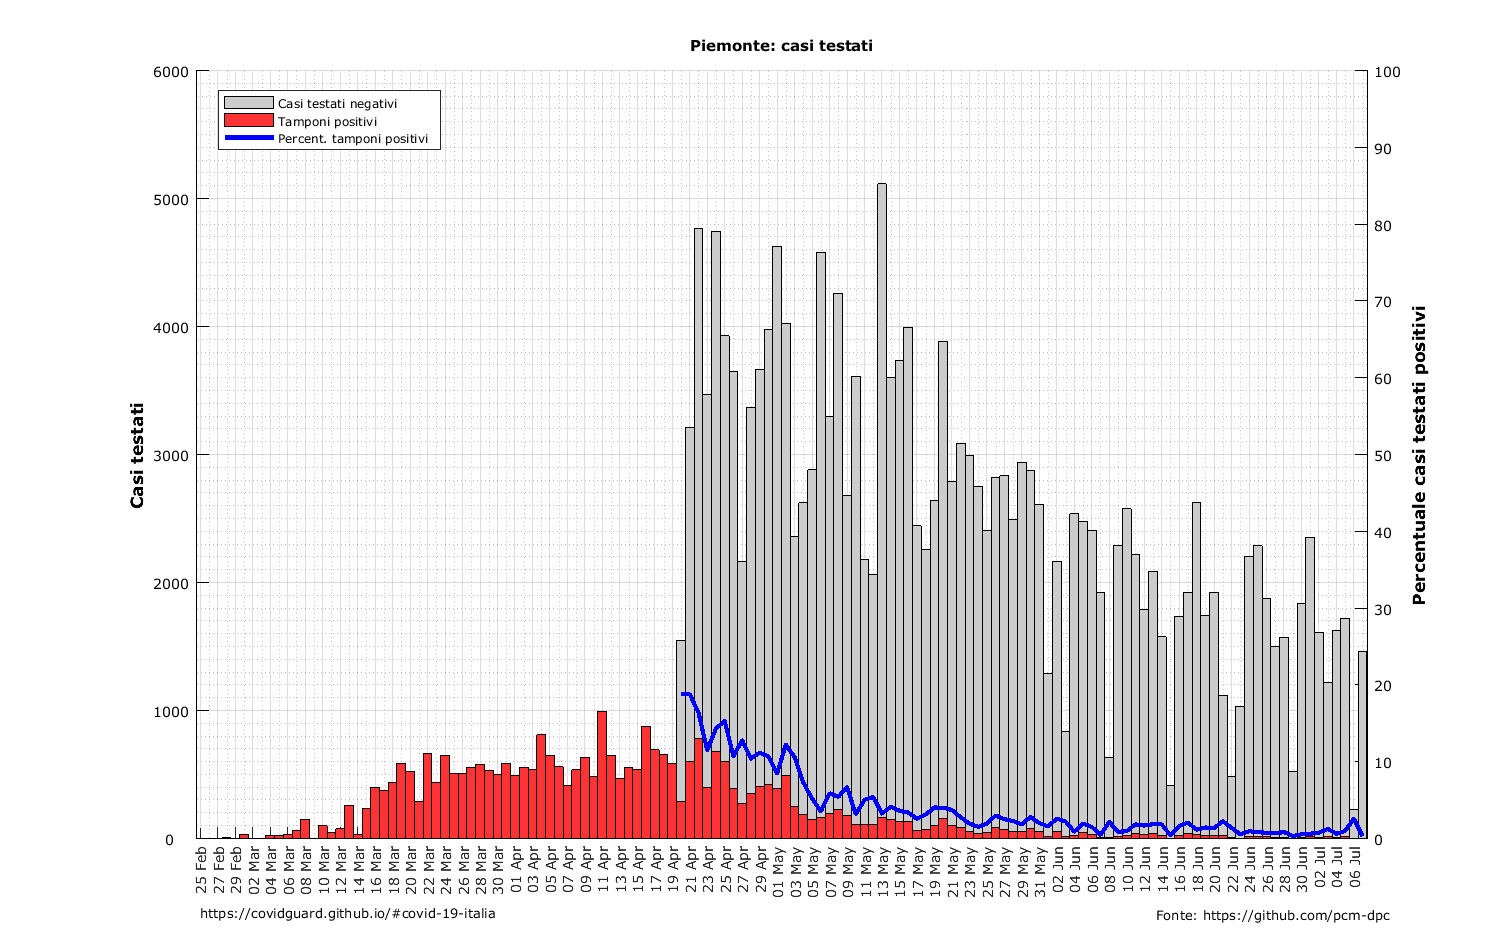 Piemonte: casi testati
Casi testati negativi
Tamponi positivi
Percent. tamponi positivi
Casi testati
6000
5000
4000
3000
2000
1000
0
Percentuale casi testati positivi
100
90
80
70
60
50
40
30
20
10
0
25 Feb
27 Feb
29 Feb
02 Mar
04 Mar
06 Mar
08 Mar
10 Mar
12 Mar
14 Mar
16 Mar
18 Mar
20 Mar
22 Mar
24 Mar
26 Mar
28 Mar
30 Mar
01 Apr
03 Apr
05 Apr
07 Apr
09 Apr
11 Apr
13 Apr
15 Apr
17 Apr
19 Apr
21 Apr
23 Apr
25 Apr
27 Apr
29 Apr
01 May
03 May
05 May
07 May
09 May
11 May
13 May
15 May
17 May
19 May
21 May
23 May
25 May
27 May
29 May
31 May
02 Jun
04 Jun
06 Jun
08 Jun
10 Jun
12 Jun
14 Jun
16 Jun
18 Jun
20 Jun
22 Jun
24 Jun
26 Jun
28 Jun
30 Jun
02 Jul
04 Jul
06 Jul
https://covidguard.github.io/#covid-19-italia
Fonte: https://github.com/pcm-dpc